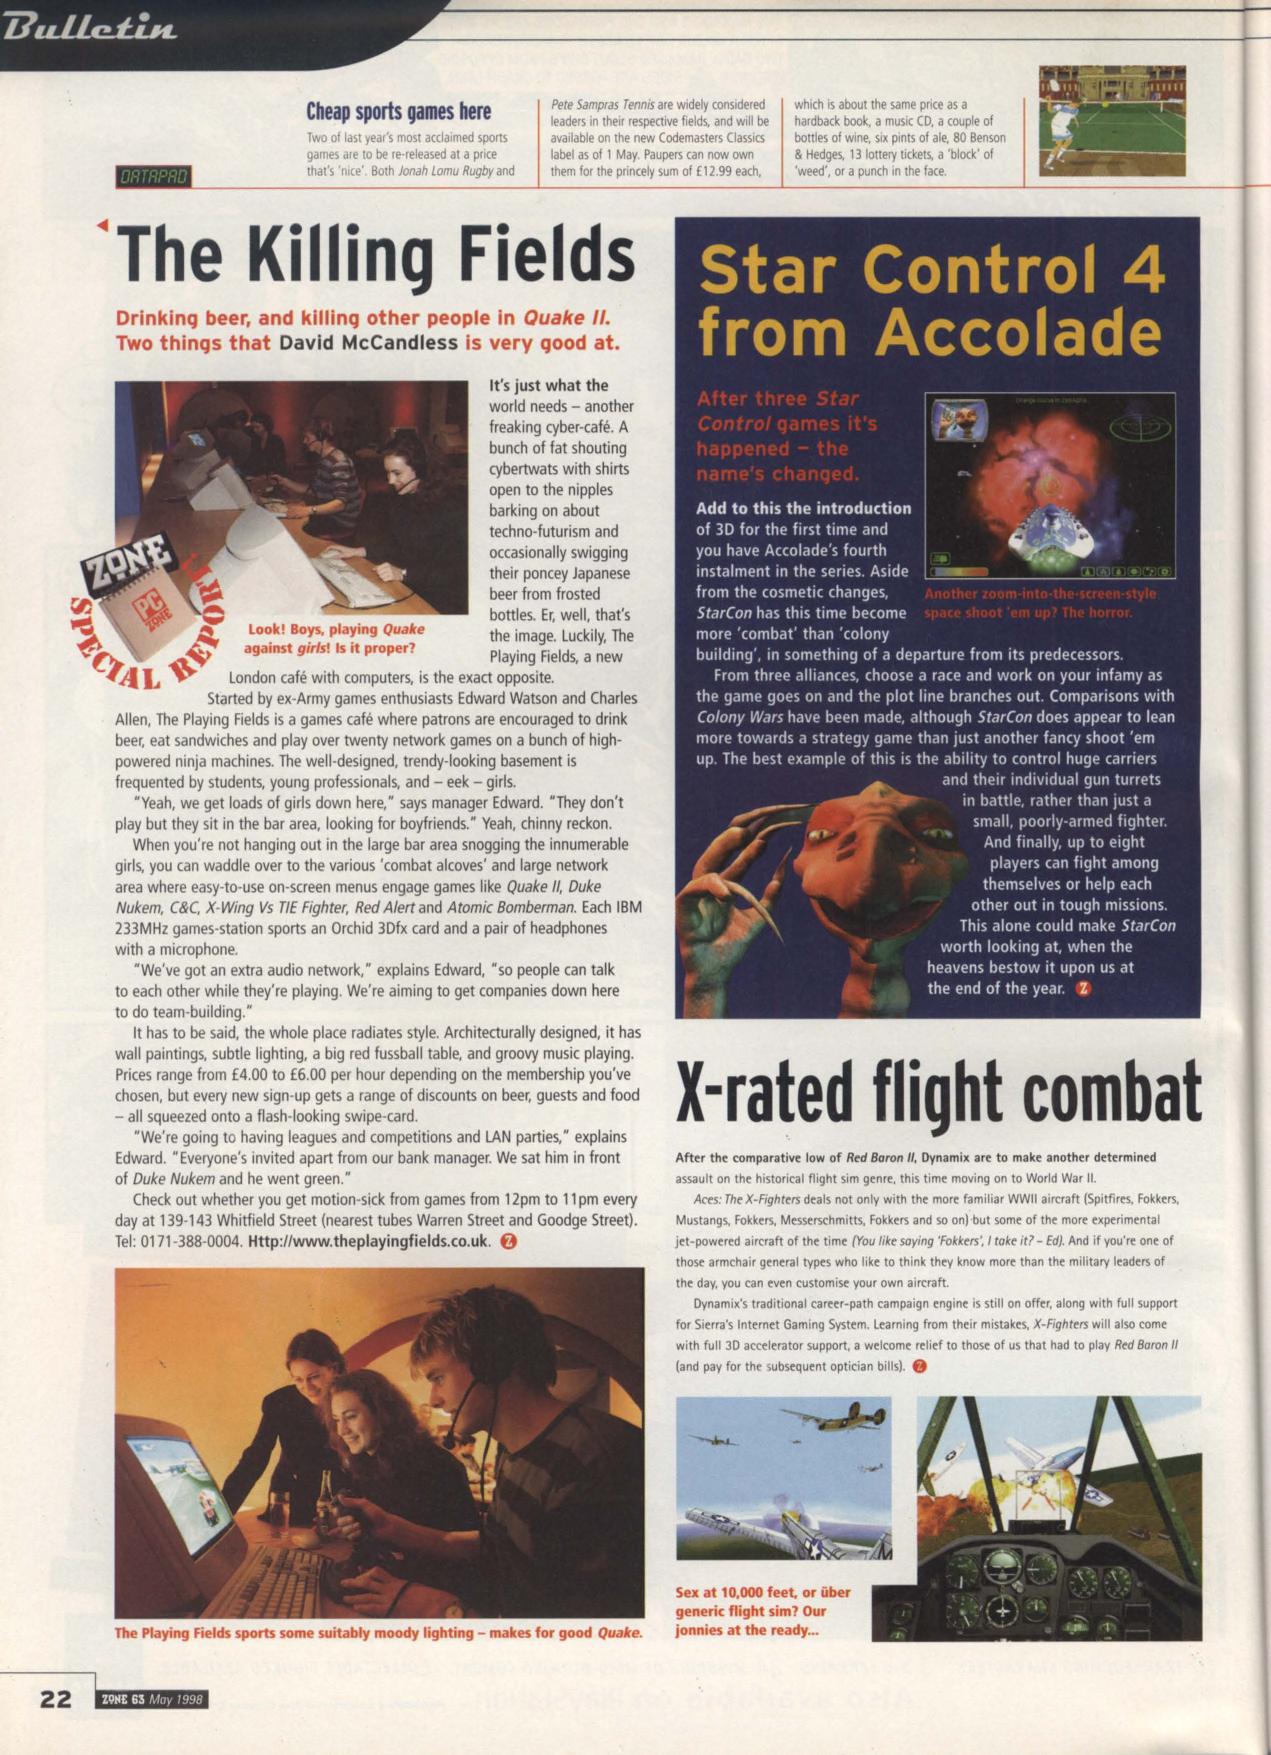 Bulletin
DATAPAD
Cheap sports games here
Two of last year's most acclaimed sports
games are to be re-released at a price
that's 'nice'. Both Jonah Lomu Rugby and
Pete Sampras Tennis are widely considered
leaders in their respective fields, and will be
available on the new Codemasters Classics
label as of 1 May. Paupers can now own
them for the princely sum of £12.99 each,
which is about the same price as a
hardback book, a music CD, a couple of
bottles of wine, six pints of ale, 80 Benson
& Hedges, 13 lottery tickets, a 'block' of
'weed', or a punch in the face.
The Killing Fields
Drinking beer, and killing other people in Quake II.
Two things that David McCandless is very good at.
It's just what the
world needs – another
freaking cyber-café. A
bunch of fat shouting
cybertwats with shirts
open to the nipples
barking on about
techno-futurism and
occasionally swigging
their poncey Japanese
beer from frosted
bottles. Er, well, that's
the image. Luckily, The
Playing Fields, a new
London café with computers, is the exact opposite.
ZONE
PC
ZONE
SPECIAL REPORT
Look! Boys, playing Quake
against girls! Is it proper?
Started by ex-Army games enthusiasts Edward Watson and Charles
Allen, The Playing Fields is a games café where patrons are encouraged to drink
beer, eat sandwiches and play over twenty network games on a bunch of high-
powered ninja machines. The well-designed, trendy-looking basement is
frequented by students, young professionals, and – eek – girls.
"Yeah, we get loads of girls down here," says manager Edward. "They don't
play but they sit in the bar area, looking for boyfriends." Yeah, chinny reckon.
When you're not hanging out in the large bar area snogging the innumerable
girls, you can waddle over to the various 'combat alcoves' and large network
area where easy-to-use on-screen menus engage games like Quake II, Duke
Nukem, C&C, X-Wing Vs TIE Fighter, Red Alert and Atomic Bomberman. Each IBM
233MHz games-station sports an Orchid 3Dfx card and a pair of headphones
with a microphone.
"We've got an extra audio network," explains Edward, "so people can talk
to each other while they're playing. We're aiming to get companies down here
to do team-building."
It has to be said, the whole place radiates style. Architecturally designed, it has
wall paintings, subtle lighting, a big red fussball table, and groovy music playing.
Prices range from £4.00 to £6.00 per hour depending on the membership you've
chosen, but every new sign-up gets a range of discounts on beer, guests and food
– all squeezed onto a flash-looking swipe-card.
"We're going to having leagues and competitions and LAN parties," explains
Edward. "Everyone's invited apart from our bank manager. We sat him in front
of Duke Nukem and he went green."
Check out whether you get motion-sick from games from 12pm to 11pm every
day at 139-143 Whitfield Street (nearest tubes Warren Street and Goodge Street).
Tel: 0171-388-0004. Http://www.theplayingfields.co.uk. Z
The Playing Fields sports some suitably moody lighting – makes for good Quake.
Star Control 4
from Accolade
After three Star
Control games it's
happened – the
name's changed.
Another zoom-into-the-screen-style
space shoot 'em up? The horror.
Add to this the introduction
of 3D for the first time and
you have Accolade's fourth
instalment in the series. Aside
from the cosmetic changes,
StarCon has this time become
more 'combat' than 'colony
building', in something of a departure from its predecessors.
From three alliances, choose a race and work on your infamy as
the game goes on and the plot line branches out. Comparisons with
Colony Wars have been made, although StarCon does appear to lean
more towards a strategy game than just another fancy shoot 'em
up. The best example of this is the ability to control huge carriers
and their individual gun turrets
in battle, rather than just a
small, poorly-armed fighter.
And finally, up to eight
players can fight among
themselves or help each
other out in tough missions.
This alone could make StarCon
worth looking at, when the
heavens bestow it upon us at
the end of the year. Z
X-rated flight combat
After the comparative low of Red Baron II, Dynamix are to make another determined
assault on the historical flight sim genre, this time moving on to World War II.
Aces: The X-Fighters deals not only with the more familiar WWII aircraft (Spitfires, Fokkers,
Mustangs, Fokkers, Messerschmitts, Fokkers and so on) but some of the more experimental
jet-powered aircraft of the time (You like saying 'Fokkers', I take it? – Ed). And if you're one of
those armchair general types who like to think they know more than the military leaders of
the day, you can even customise your own aircraft.
Dynamix's traditional career-path campaign engine is still on offer, along with full support
for Sierra's Internet Gaming System. Learning from their mistakes, X-Fighters will also come
with full 3D accelerator support, a welcome relief to those of us that had to play Red Baron II
(and pay for the subsequent optician bills). Z
Sex at 10,000 feet, or über
generic flight sim? Our
jonnies at the ready...
22
ZONE 63 May 1998